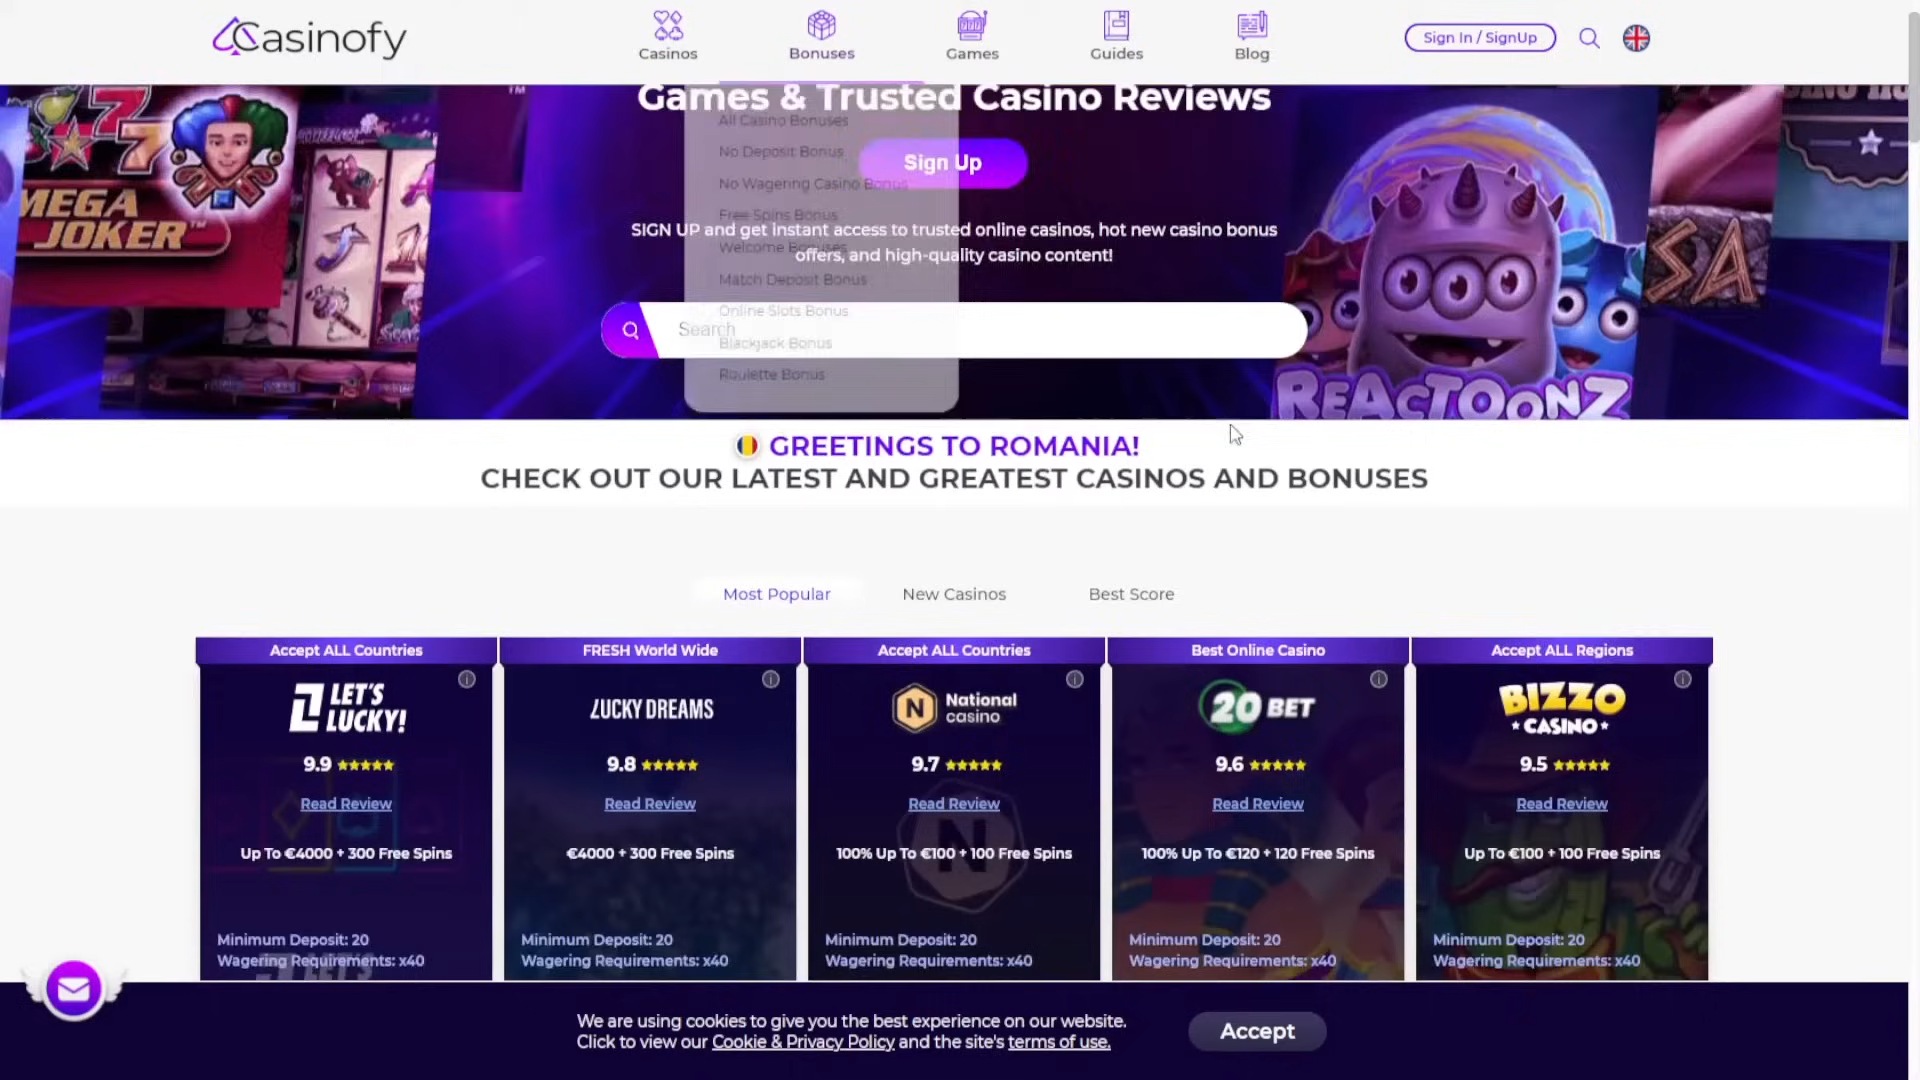 Casinofy
Casinos
Bonuses
Games
Guides
Blog
Sign In / SignUp
Games & Trusted Casino Reviews
All Casino Bonuses
No Deposit Bonus
Sign Up
No Wagering Casino Bonus
Free Spins Bonus
SIGN UP and get instant access to trusted online casinos, hot new casino bonus
Welcome Bonuses
offers, and high-quality casino content!
Match Deposit Bonus
Online Slots Bonus
Search
Blackjack Bonus
Roulette Bonus
MEGA
JOKER™
REACTOONZ
GREETINGS TO ROMANIA!
CHECK OUT OUR LATEST AND GREATEST CASINOS AND BONUSES
Most Popular
New Casinos
Best Score
Accept ALL Countries
LET'S
LUCKY!
9.9
Read Review
Up To €4000 + 300 Free Spins
Minimum Deposit: 20
Wagering Requirements: x40
FRESH World Wide
LUCKY DREAMS
9.8
Read Review
€4000 + 300 Free Spins
Minimum Deposit: 20
Wagering Requirements: x40
Accept ALL Countries
N National
casino
9.7
Read Review
100% Up To €100 + 100 Free Spins
Minimum Deposit: 20
Wagering Requirements: x40
Best Online Casino
20 BET
9.6
Read Review
100% Up To €120 + 120 Free Spins
Minimum Deposit: 20
Wagering Requirements: x40
Accept ALL Regions
BIZZO
CASINO
9.5
Read Review
Up To €100 + 100 Free Spins
Minimum Deposit: 20
Wagering Requirements: x40
We are using cookies to give you the best experience on our website.
Click to view our Cookie & Privacy Policy and the site's terms of use.
Accept